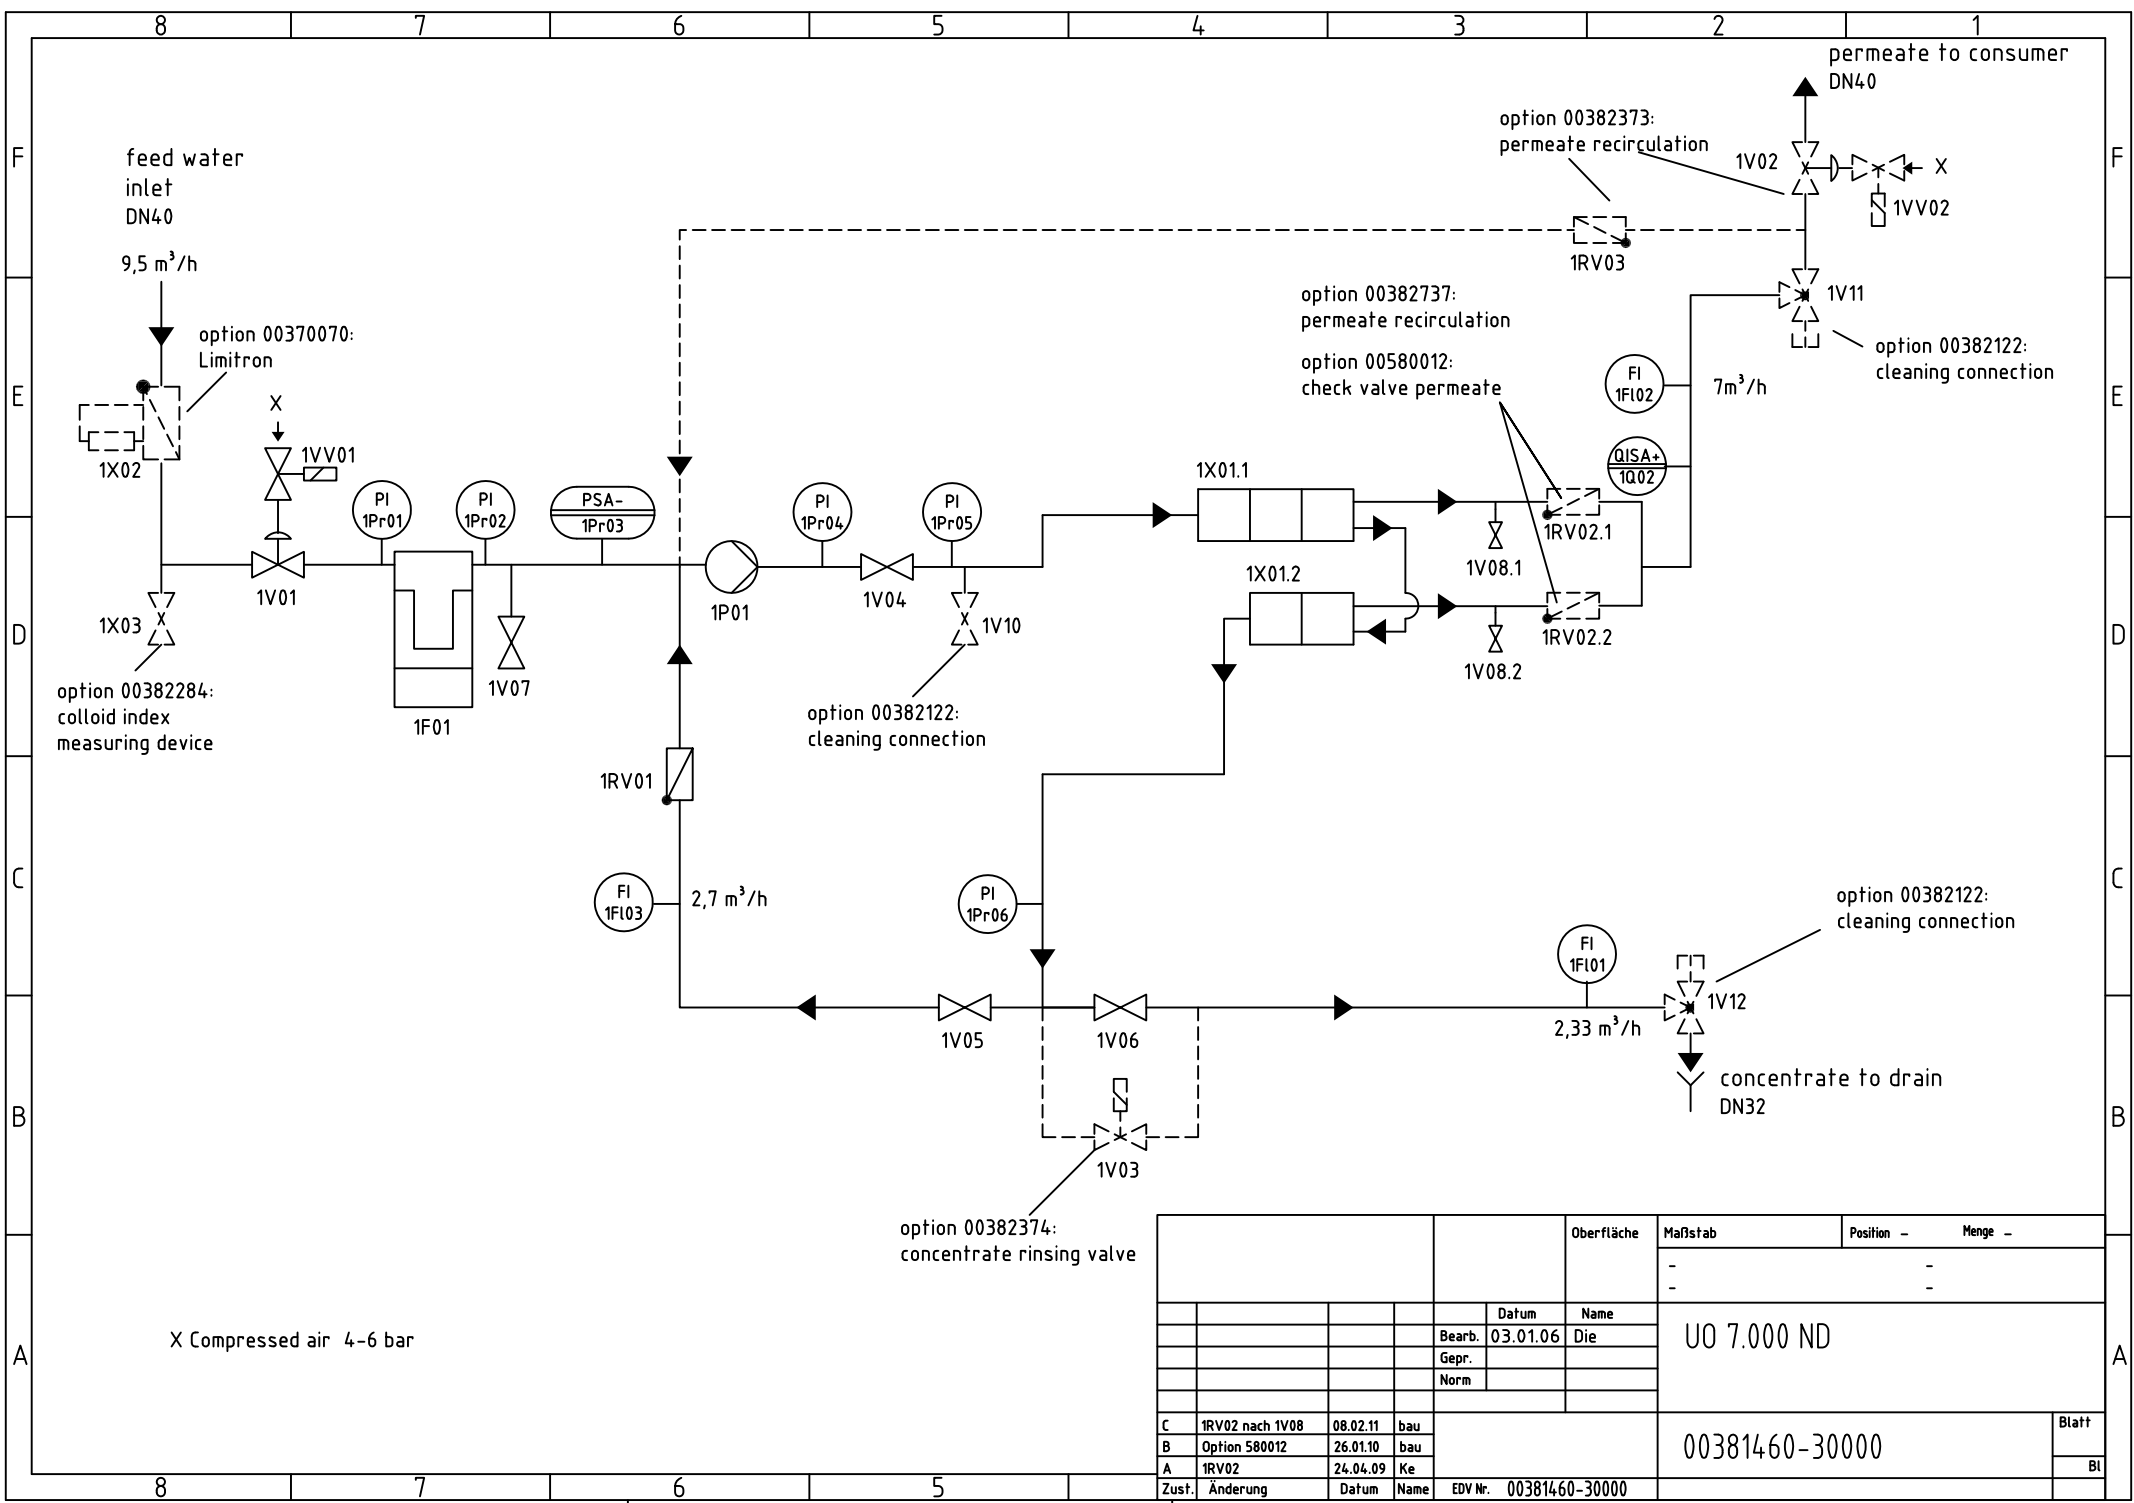 8 7 6 5 4 3 2 1
permeate to consumer
DN40
option 00382373:
permeate recirculation
F
F
feed water
inlet
DN40
1V02
X
1VV02
9,5 m³/h
1RV03
option 00382737:
permeate recirculation
1V11
option 00370070:
Limitron
option 00382122:
cleaning connection
option 00580012:
check valve permeate
FI
1Fl02
7m³/h
E
E
X
1VV01
1X02
QISA+
1Q02
1X01.1
PI
1Pr01
PI
1Pr02
PSA-
1Pr03
PI
1Pr04
PI
1Pr05
1RV02.1
1V08.1
1X01.2
1V01
1V04
1P01
1X03
1V10
D
D
1RV02.2
1V08.2
1V07
option 00382284:
colloid index
measuring device
1F01
option 00382122:
cleaning connection
1RV01
C
C
FI
1Fl03
2,7 m³/h
PI
1Pr06
option 00382122:
cleaning connection
FI
1Fl01
1V12
2,33 m³/h
1V05
1V06
concentrate to drain
DN32
B
B
1V03
option 00382374:
concentrate rinsing valve
X Compressed air 4-6 bar
A
A
Oberfläche
Maßstab
Position -
Menge -
- -
- -
Datum Name
Bearb. 03.01.06 Die
Gepr.
Norm
UO 7.000 ND
C 1RV02 nach 1V08 08.02.11 bau
B Option 580012 26.01.10 bau
A 1RV02 24.04.09 Ke
Zust. Änderung Datum Name
EDV Nr. 00381460-30000
00381460-30000
Blatt
Bl
8 7 6 5